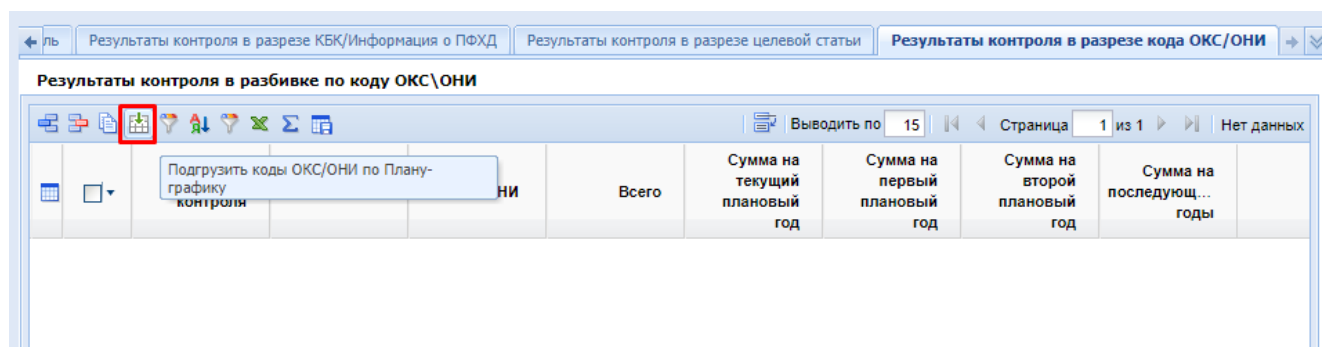 ль Результаты контроля в разрезе КБК/Информация о ПФХД Результаты контроля в разрезе целевой статьи Результаты контроля в разрезе кода ОКС/ОНИ
Результаты контроля в разбивке по коду ОКС\ОНИ
Выводить по 15 Страница 1 из 1 Нет данных
Подгрузить коды ОКС/ОНИ по Плану-
графику
контроля
НИ
Всего
Сумма на
текущий
плановый
год
Сумма на
первый
плановый
год
Сумма на
второй
плановый
год
Сумма на
последующ...
годы